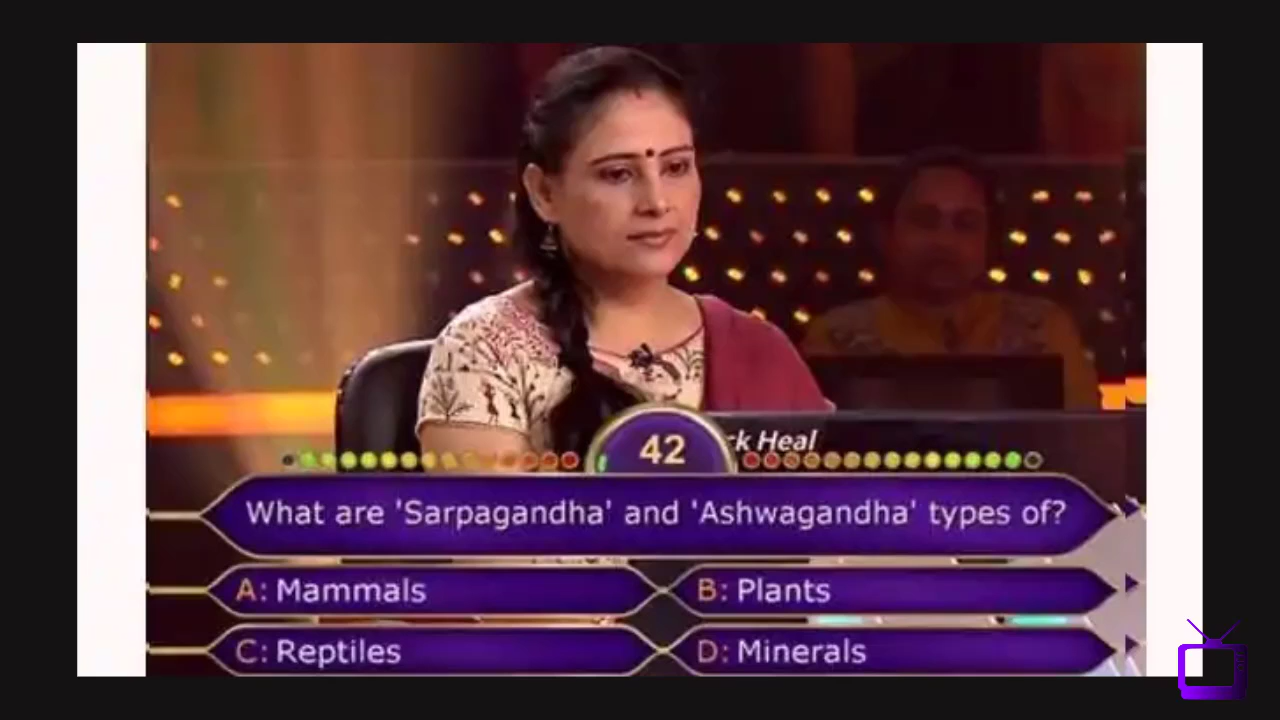 ck Heal
42
What are 'Sarpagandha' and 'Ashwagandha' types of?
A: Mammals
B: Plants
C: Reptiles
D: Minerals